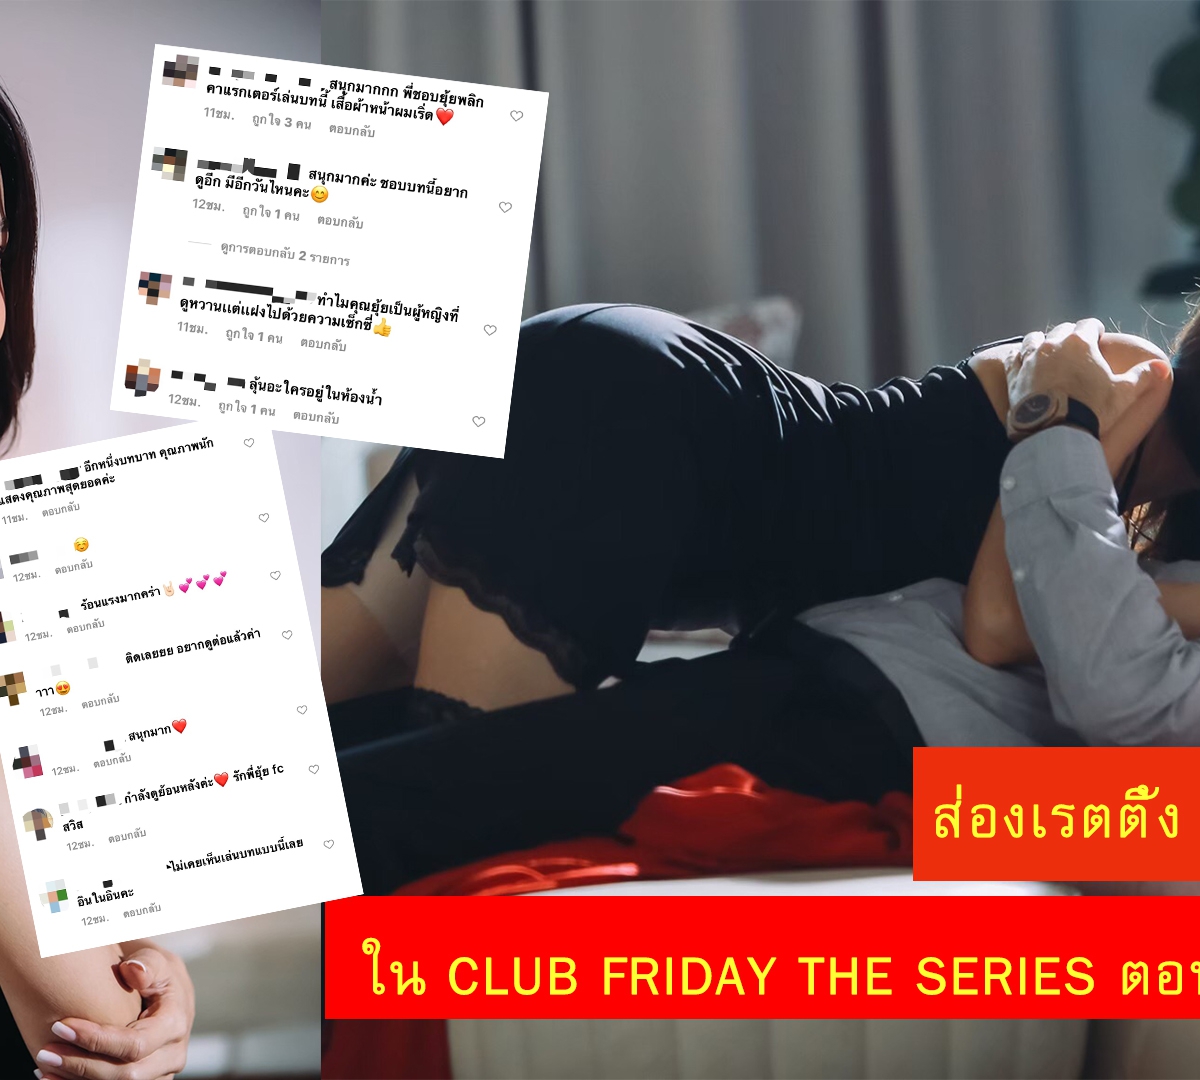 สนุกมากกก พี่ชอบยุ้ยพลิก
คาแรกเตอร์เล่นบทนี้ เสื้อผ้าหน้าผมเริ่ด❤️
11ชม. ถูกใจ 3 คน ตอบกลับ
สนุกมากค่ะ ชอบบทนี้อยาก
ดูอีก มีอีกวันไหนคะ😊
12ชม. ถูกใจ 1 คน ตอบกลับ
ดูการตอบกลับ 2 รายการ
ทำไมคุณยุ้ยเป็นผู้หญิงที่
ดูหวานแต่แฝงไปด้วยความเซ็กซี่👍
11ชม. ถูกใจ 1 คน ตอบกลับ
ลุ้นอะใครอยู่ในห้องน้ำ
12ชม. ถูกใจ 1 คน ตอบกลับ
อีกหนึ่งบทบาท คุณภาพนัก
แสดงคุณภาพสุดยอดค่ะ
11ชม. ตอบกลับ
☺️
12ชม. ตอบกลับ
ร้อนแรงมากคร่า🤟🏻💕💕💕
12ชม. ตอบกลับ
ติดเลยยย อยากดูต่อแล้วค่า
าาา😍
12ชม. ตอบกลับ
สนุกมาก❤️
12ชม. ตอบกลับ
กำลังดูย้อนหลังค่ะ❤️ รักพี่ยุ้ย fc
สวิส
12ชม. ตอบกลับ
ไม่เคยเห็นเล่นบทแบบนี้เลย
อินในอินคะ
12ชม. ตอบกลับ
ส่องเรตติ้ง
ใน CLUB FRIDAY THE SERIES ตอ